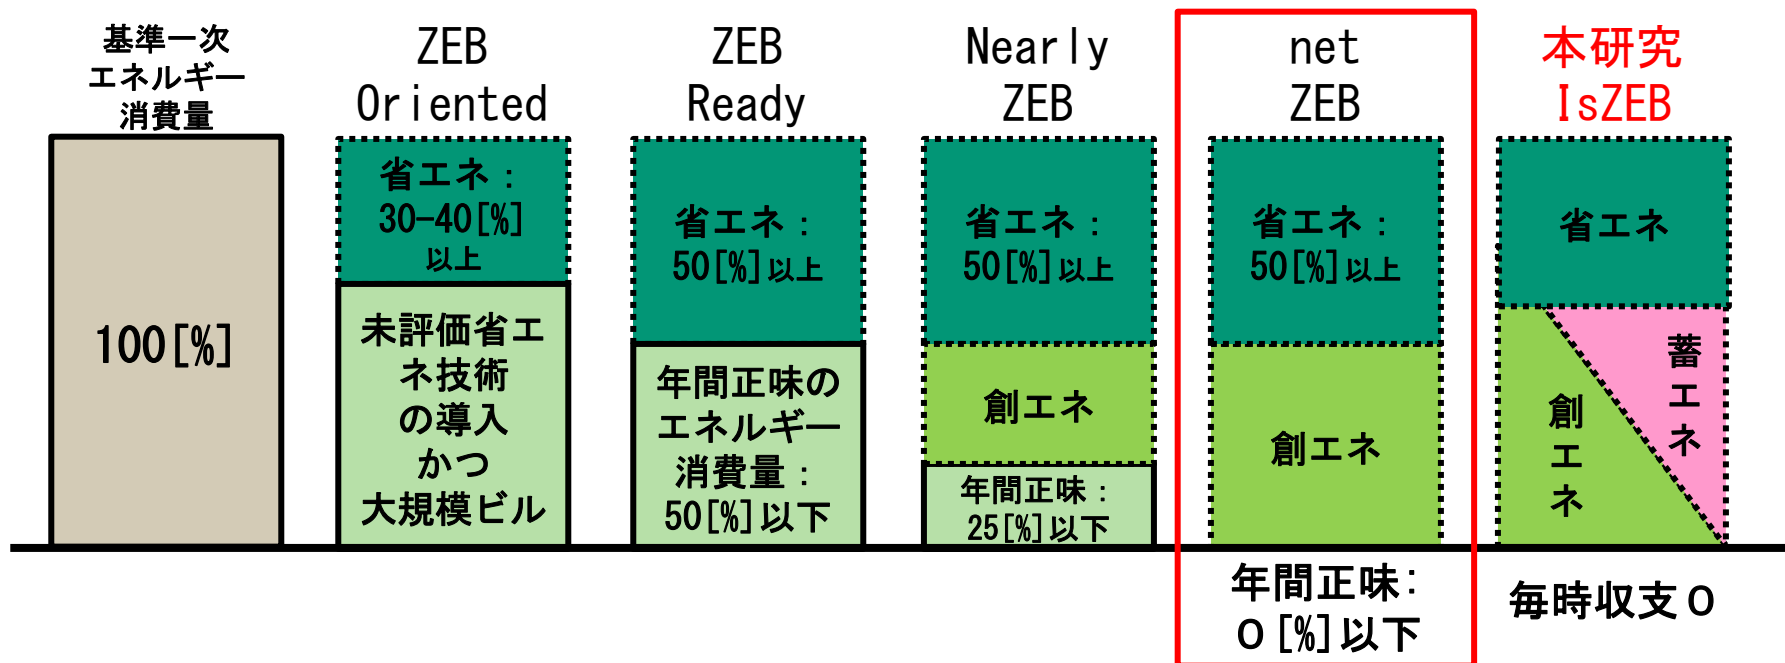 基準一次
エネルギー
消費量
100[%]
ZEB
Oriented
省エネ：
30-40[%]
以上
未評価省エ
ネ技術
の導入
かつ
大規模ビル
ZEB
Ready
省エネ：
50[%]以上
年間正味の
エネルギー
消費量：
50[%]以下
Nearly
ZEB
省エネ：
50[%]以上
創エネ
年間正味：
25[%]以下
net
ZEB
省エネ：
50[%]以上
創エネ
年間正味：
0[%]以下
本研究
IsZEB
省エネ
創エネ
蓄エネ
毎時収支0